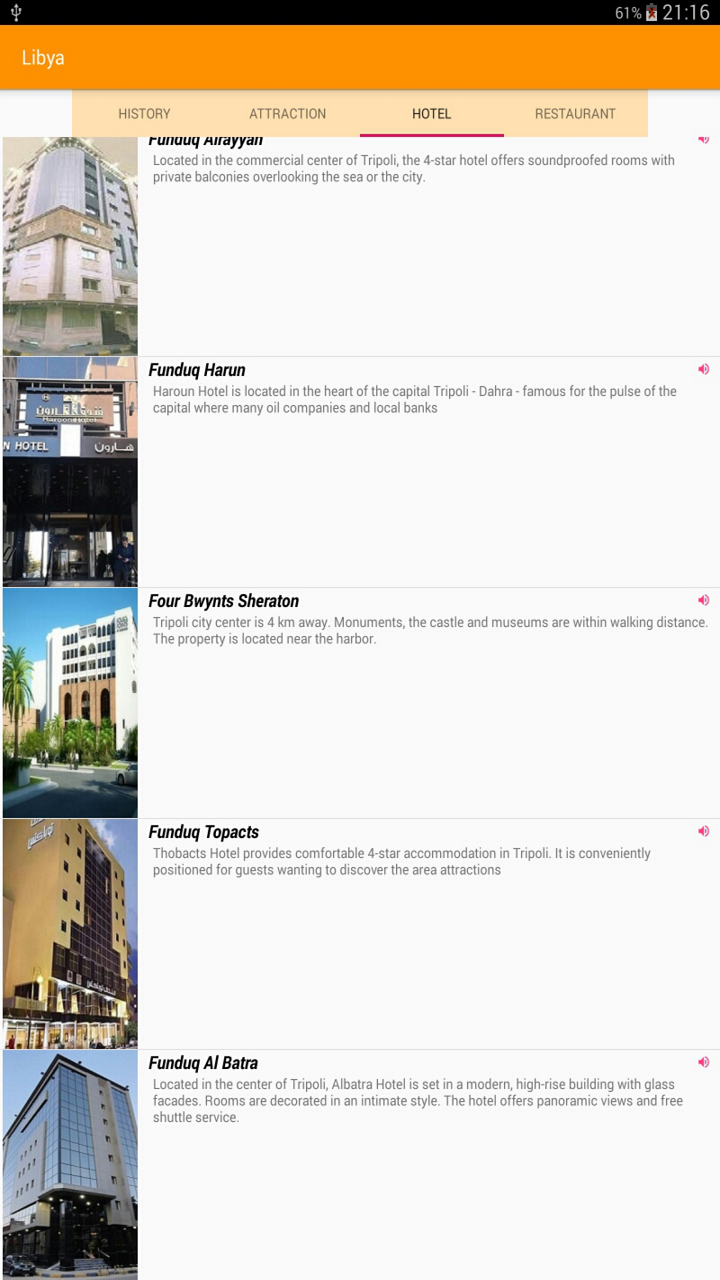 61% 21:16
Libya
HISTORY ATTRACTION HOTEL RESTAURANT
Funduq Alrayyan
Located in the commercial center of Tripoli, the 4-star hotel offers soundproofed rooms with
private balconies overlooking the sea or the city.
Funduq Harun
Haroun Hotel is located in the heart of the capital Tripoli - Dahra - famous for the pulse of the
capital where many oil companies and local banks
فندق هارون
Haroon Hotel
N HOTEL هارون
Four Bwynts Sheraton
Tripoli city center is 4 km away. Monuments, the castle and museums are within walking distance.
The property is located near the harbor.
Funduq Topacts
Thobacts Hotel provides comfortable 4-star accommodation in Tripoli. It is conveniently
positioned for guests wanting to discover the area attractions
Funduq Al Batra
Located in the center of Tripoli, Albatra Hotel is set in a modern, high-rise building with glass
facades. Rooms are decorated in an intimate style. The hotel offers panoramic views and free
shuttle service.